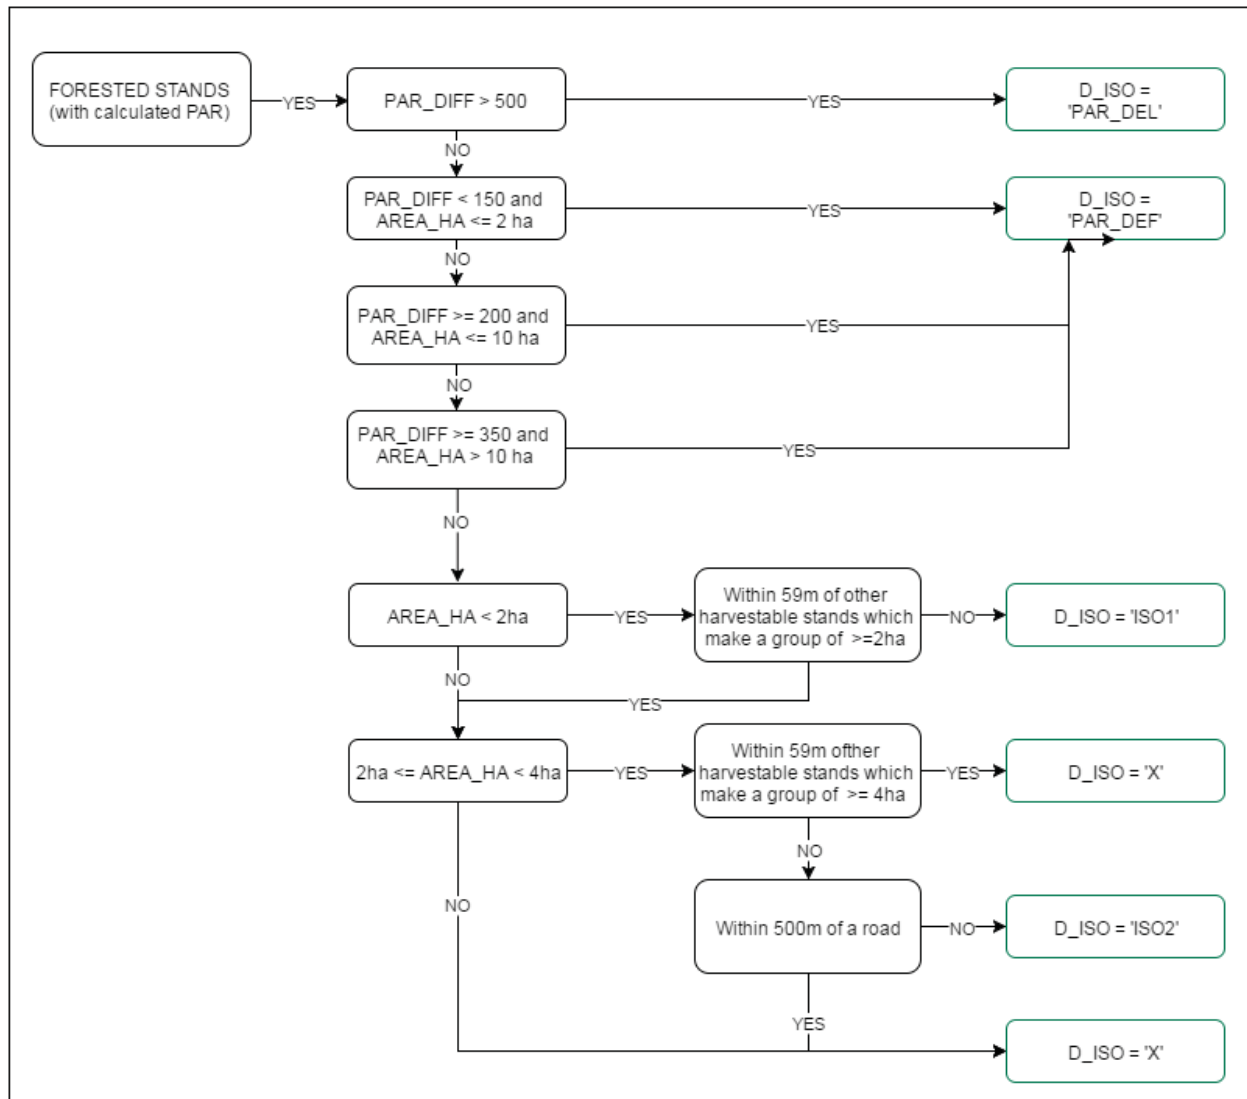 FORESTED STANDS
(with calculated PAR)
YES
PAR_DIFF > 500
YES
D_ISO =
'PAR_DEL'
NO
PAR_DIFF < 150 and
AREA_HA <= 2 ha
YES
D_ISO =
'PAR_DEF'
NO
PAR_DIFF >= 200 and
AREA_HA <= 10 ha
YES
NO
PAR_DIFF >= 350 and
AREA_HA > 10 ha
YES
NO
AREA_HA < 2ha
YES
Within 59m of other
harvestable stands which
make a group of >=2ha
NO
D_ISO = 'ISO1'
NO
YES
2ha <= AREA_HA < 4ha
YES
Within 59m ofther
harvestable stands which
make a group of >= 4ha
YES
D_ISO = 'X'
NO
NO
Within 500m of a road
NO
D_ISO = 'ISO2'
YES
D_ISO = 'X'